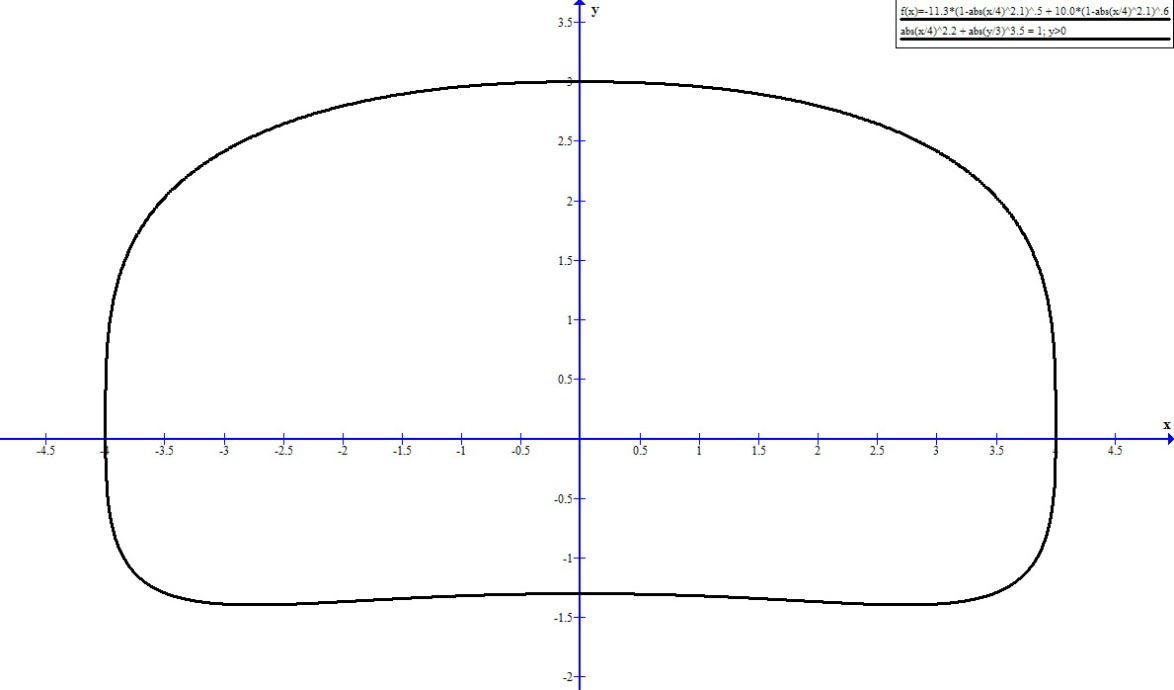 f(x)=-11.3*(1-abs(x/4)^2.1)^.5 + 10.0*(1-abs(x/4)^2.1)^.6
abs(x/4)^2.2 + abs(y/3)^3.5 = 1; y>0
y
3.5
3
2.5
2
1.5
1
0.5
x
-4.5 -4 -3.5 -3 -2.5 -2 -1.5 -1 -0.5 0.5 1 1.5 2 2.5 3 3.5 4.5
-0.5
-1
-1.5
-2